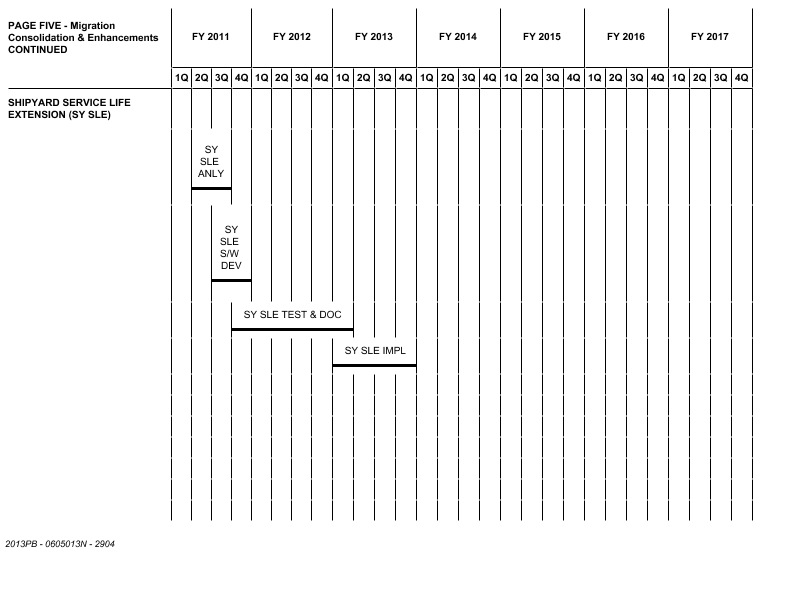 PAGE FIVE - Migration
Consolidation & Enhancements
CONTINUED
FY 2011 FY 2012 FY 2013 FY 2014 FY 2015 FY 2016 FY 2017
1Q 2Q 3Q 4Q 1Q 2Q 3Q 4Q 1Q 2Q 3Q 4Q 1Q 2Q 3Q 4Q 1Q 2Q 3Q 4Q 1Q 2Q 3Q 4Q 1Q 2Q 3Q 4Q
SHIPYARD SERVICE LIFE
EXTENSION (SY SLE)
SY
SLE
ANLY
SY
SLE
S/W
DEV
SY SLE TEST & DOC
SY SLE IMPL
2013PB - 0605013N - 2904